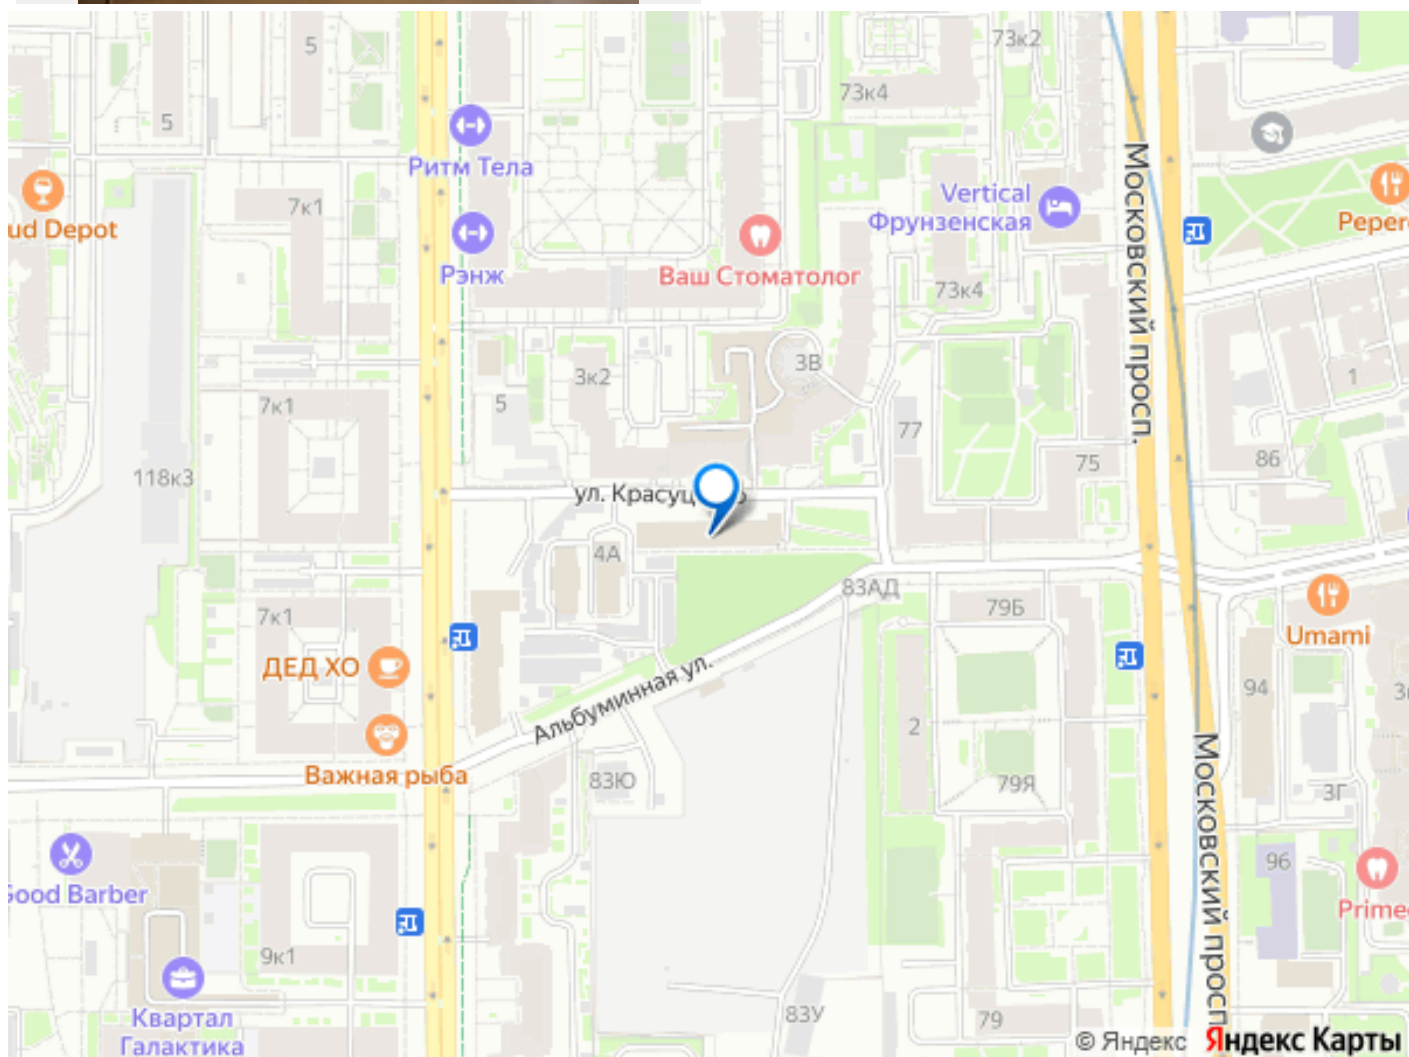 5
73к2
73к4
5
Ритм Тела
7к1
ud Depot
Vertical
Фрунзенская
Peper
Рэнж
Ваш Стоматолог
73к4
Московский просп.
3В
3к2
1
7к1
5
77
118к3
75
86
ул. Красуц
4А
83АД
7к1
79Б
Umami
ДЕД ХО
Альбуминная ул.
94
2
Важная рыба
83Ю
79Я
3Г
Московский просп
Good Barber
96
Prime
9к1
Квартал
Галактика
83У
79
© Яндекс Яндекс Карты